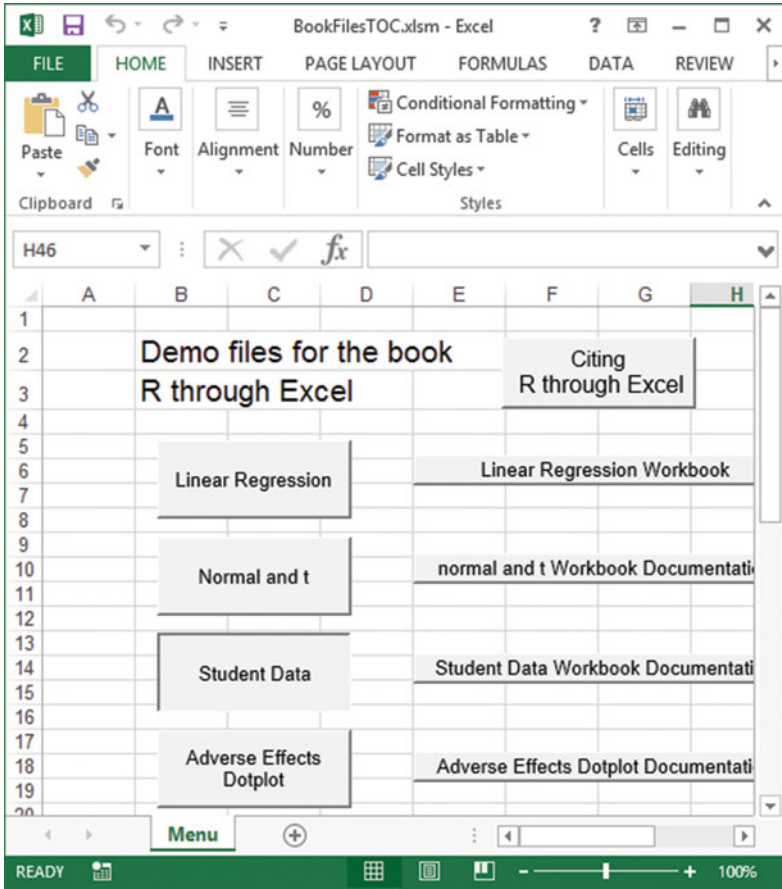 BookFilesTOC.xlsm - Excel
?
FILE HOME INSERT PAGE LAYOUT FORMULAS DATA REVIEW
Paste
Font
Alignment
Number
%
Conditional Formatting
Format as Table
Cell Styles
Cells
Editing
Clipboard
Styles
H46
fx
A B C D E F G H
1
2
3
4
5
6
7
8
9
10
11
12
13
14
15
16
17
18
19
20
Demo files for the book
R through Excel
Citing
R through Excel
Linear Regression
Linear Regression Workbook
Normal and t
normal and t Workbook Documentati
Student Data
Student Data Workbook Documentati
Adverse Effects
Dotplot
Adverse Effects Dotplot Documentati
Menu
READY
100%